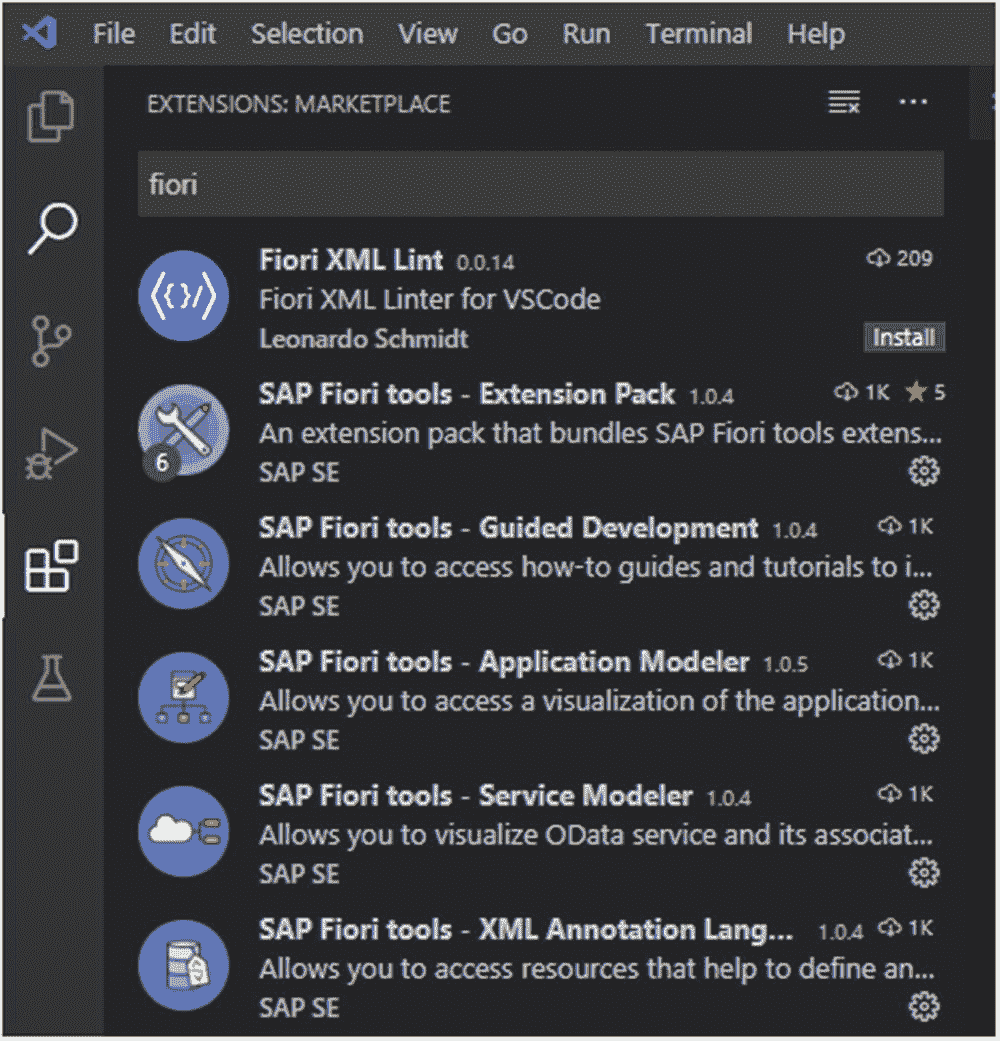 File Edit Selection View Go Run Terminal Help
EXTENSIONS: MARKETPLACE
fiori
Fiori XML Lint 0.0.14 209
Fiori XML Linter for VSCode
Leonardo Schmidt Install
SAP Fiori tools - Extension Pack 1.0.4 1K 5
An extension pack that bundles SAP Fiori tools extens...
6
SAP SE
SAP Fiori tools - Guided Development 1.0.4 1K
Allows you to access how-to guides and tutorials to i...
SAP SE
SAP Fiori tools - Application Modeler 1.0.5 1K
Allows you to access a visualization of the application...
SAP SE
SAP Fiori tools - Service Modeler 1.0.4 1K
Allows you to visualize OData service and its associat...
SAP SE
SAP Fiori tools - XML Annotation Lang... 1.0.4 1K
Allows you to access resources that help to define an...
SAP SE